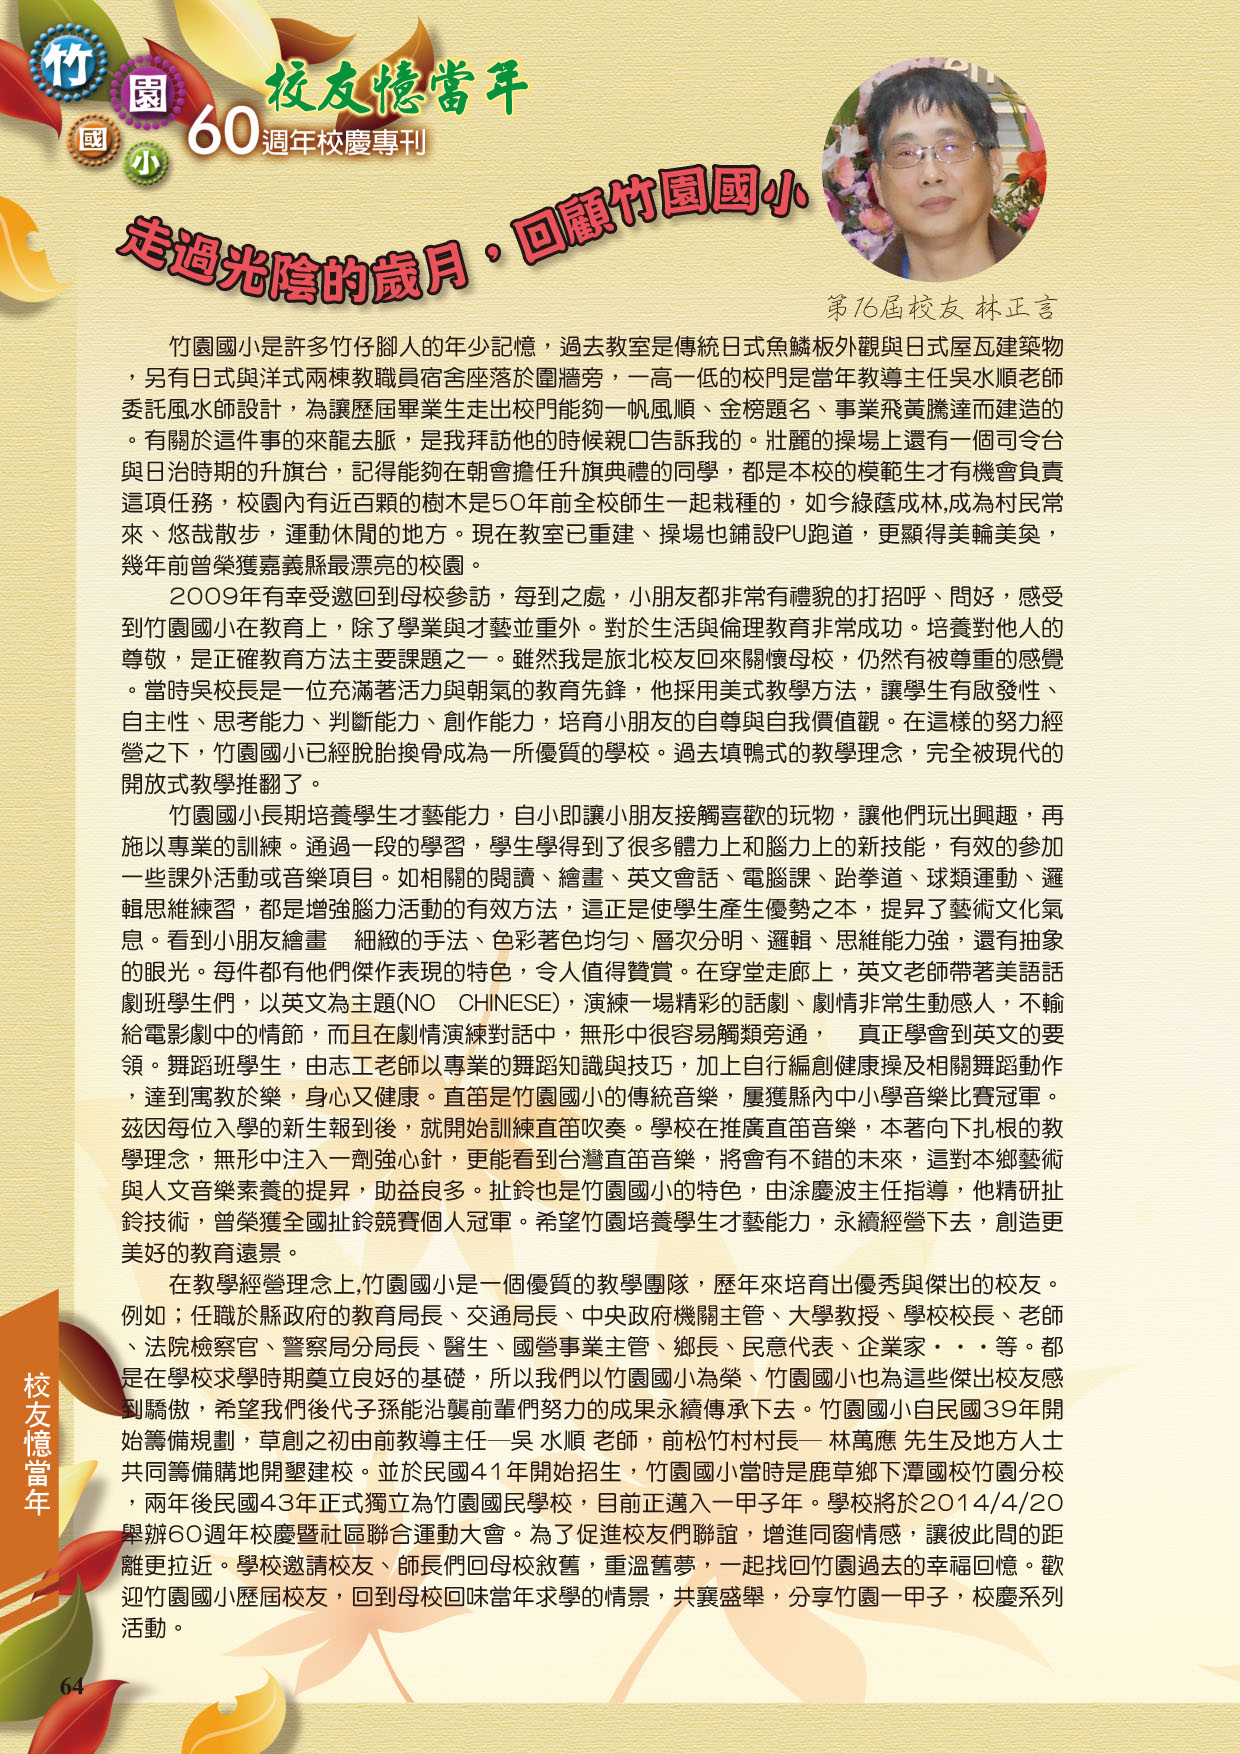 竹園國小
校友憶當年
60週年校慶專刊
走過光陰的歲月，回顧竹園國小
第16屆校友 林正言
竹園國小是許多竹仔腳人的年少記憶，過去教室是傳統日式魚鱗板外觀與日式屋瓦建築物
，另有日式與洋式兩棟教職員宿舍座落於圍牆旁，一高一低的校門是當年教導主任吳水順老師
委託風水師設計，為讓歷屆畢業生走出校門能夠一帆風順、金榜題名、事業飛黃騰達而建造的
。有關於這件事的來龍去脈，是我拜訪他的時候親口告訴我的。壯麗的操場上還有一個司令台
與日治時期的升旗台，記得能夠在朝會擔任升旗典禮的同學，都是本校的模範生才有機會負責
這項任務，校園內有近百顆的樹木是50年前全校師生一起栽種的，如今綠蔭成林,成為村民常
來、悠哉散步，運動休閒的地方。現在教室已重建、操場也鋪設PU跑道，更顯得美輪美奐，
幾年前曾榮獲嘉義縣最漂亮的校園。
2009年有幸受邀回到母校參訪，每到之處，小朋友都非常有禮貌的打招呼、問好，感受
到竹園國小在教育上，除了學業與才藝並重外。對於生活與倫理教育非常成功。培養對他人的
尊敬，是正確教育方法主要課題之一。雖然我是旅北校友回來關懷母校，仍然有被尊重的感覺
。當時吳校長是一位充滿著活力與朝氣的教育先鋒，他採用美式教學方法，讓學生有啟發性、
自主性、思考能力、判斷能力、創作能力，培育小朋友的自尊與自我價值觀。在這樣的努力經
營之下，竹園國小已經脫胎換骨成為一所優質的學校。過去填鴨式的教學理念，完全被現代的
開放式教學推翻了。
竹園國小長期培養學生才藝能力，自小即讓小朋友接觸喜歡的玩物，讓他們玩出興趣，再
施以專業的訓練。通過一段的學習，學生學得到了很多體力上和腦力上的新技能，有效的參加
一些課外活動或音樂項目。如相關的閱讀、繪畫、英文會話、電腦課、跆拳道、球類運動、邏
輯思維練習，都是增強腦力活動的有效方法，這正是使學生產生優勢之本，提昇了藝術文化氣
息。看到小朋友繪畫　細緻的手法、色彩著色均勻、層次分明、邏輯、思維能力強，還有抽象
的眼光。每件都有他們傑作表現的特色，令人值得贊賞。在穿堂走廊上，英文老師帶著美語話
劇班學生們，以英文為主題(NO　CHINESE)，演練一場精彩的話劇、劇情非常生動感人，不輸
給電影劇中的情節，而且在劇情演練對話中，無形中很容易觸類旁通，　真正學會到英文的要
領。舞蹈班學生，由志工老師以專業的舞蹈知識與技巧，加上自行編創健康操及相關舞蹈動作
，達到寓教於樂，身心又健康。直笛是竹園國小的傳統音樂，屢獲縣內中小學音樂比賽冠軍。
茲因每位入學的新生報到後，就開始訓練直笛吹奏。學校在推廣直笛音樂，本著向下扎根的教
學理念，無形中注入一劑強心針，更能看到台灣直笛音樂，將會有不錯的未來，這對本鄉藝術
與人文音樂素養的提昇，助益良多。扯鈴也是竹園國小的特色，由涂慶波主任指導，他精研扯
鈴技術，曾榮獲全國扯鈴競賽個人冠軍。希望竹園培養學生才藝能力，永續經營下去，創造更
美好的教育遠景。
在教學經營理念上,竹園國小是一個優質的教學團隊，歷年來培育出優秀與傑出的校友。
例如；任職於縣政府的教育局長、交通局長、中央政府機關主管、大學教授、學校校長、老師
、法院檢察官、警察局分局長、醫生、國營事業主管、鄉長、民意代表、企業家・・・等。都
是在學校求學時期奠立良好的基礎，所以我們以竹園國小為榮、竹園國小也為這些傑出校友感
到驕傲，希望我們後代子孫能沿襲前輩們努力的成果永續傳承下去。竹園國小自民國39年開
始籌備規劃，草創之初由前教導主任─吳 水順 老師，前松竹村村長─ 林萬應 先生及地方人士
共同籌備購地開墾建校。並於民國41年開始招生，竹園國小當時是鹿草鄉下潭國校竹園分校
，兩年後民國43年正式獨立為竹園國民學校，目前正邁入一甲子年。學校將於2014/4/20
舉辦60週年校慶暨社區聯合運動大會。為了促進校友們聯誼，增進同窗情感，讓彼此間的距
離更拉近。學校邀請校友、師長們回母校敘舊，重溫舊夢，一起找回竹園過去的幸福回憶。歡
迎竹園國小歷屆校友，回到母校回味當年求學的情景，共襄盛舉，分享竹園一甲子，校慶系列
活動。
校友憶當年
64